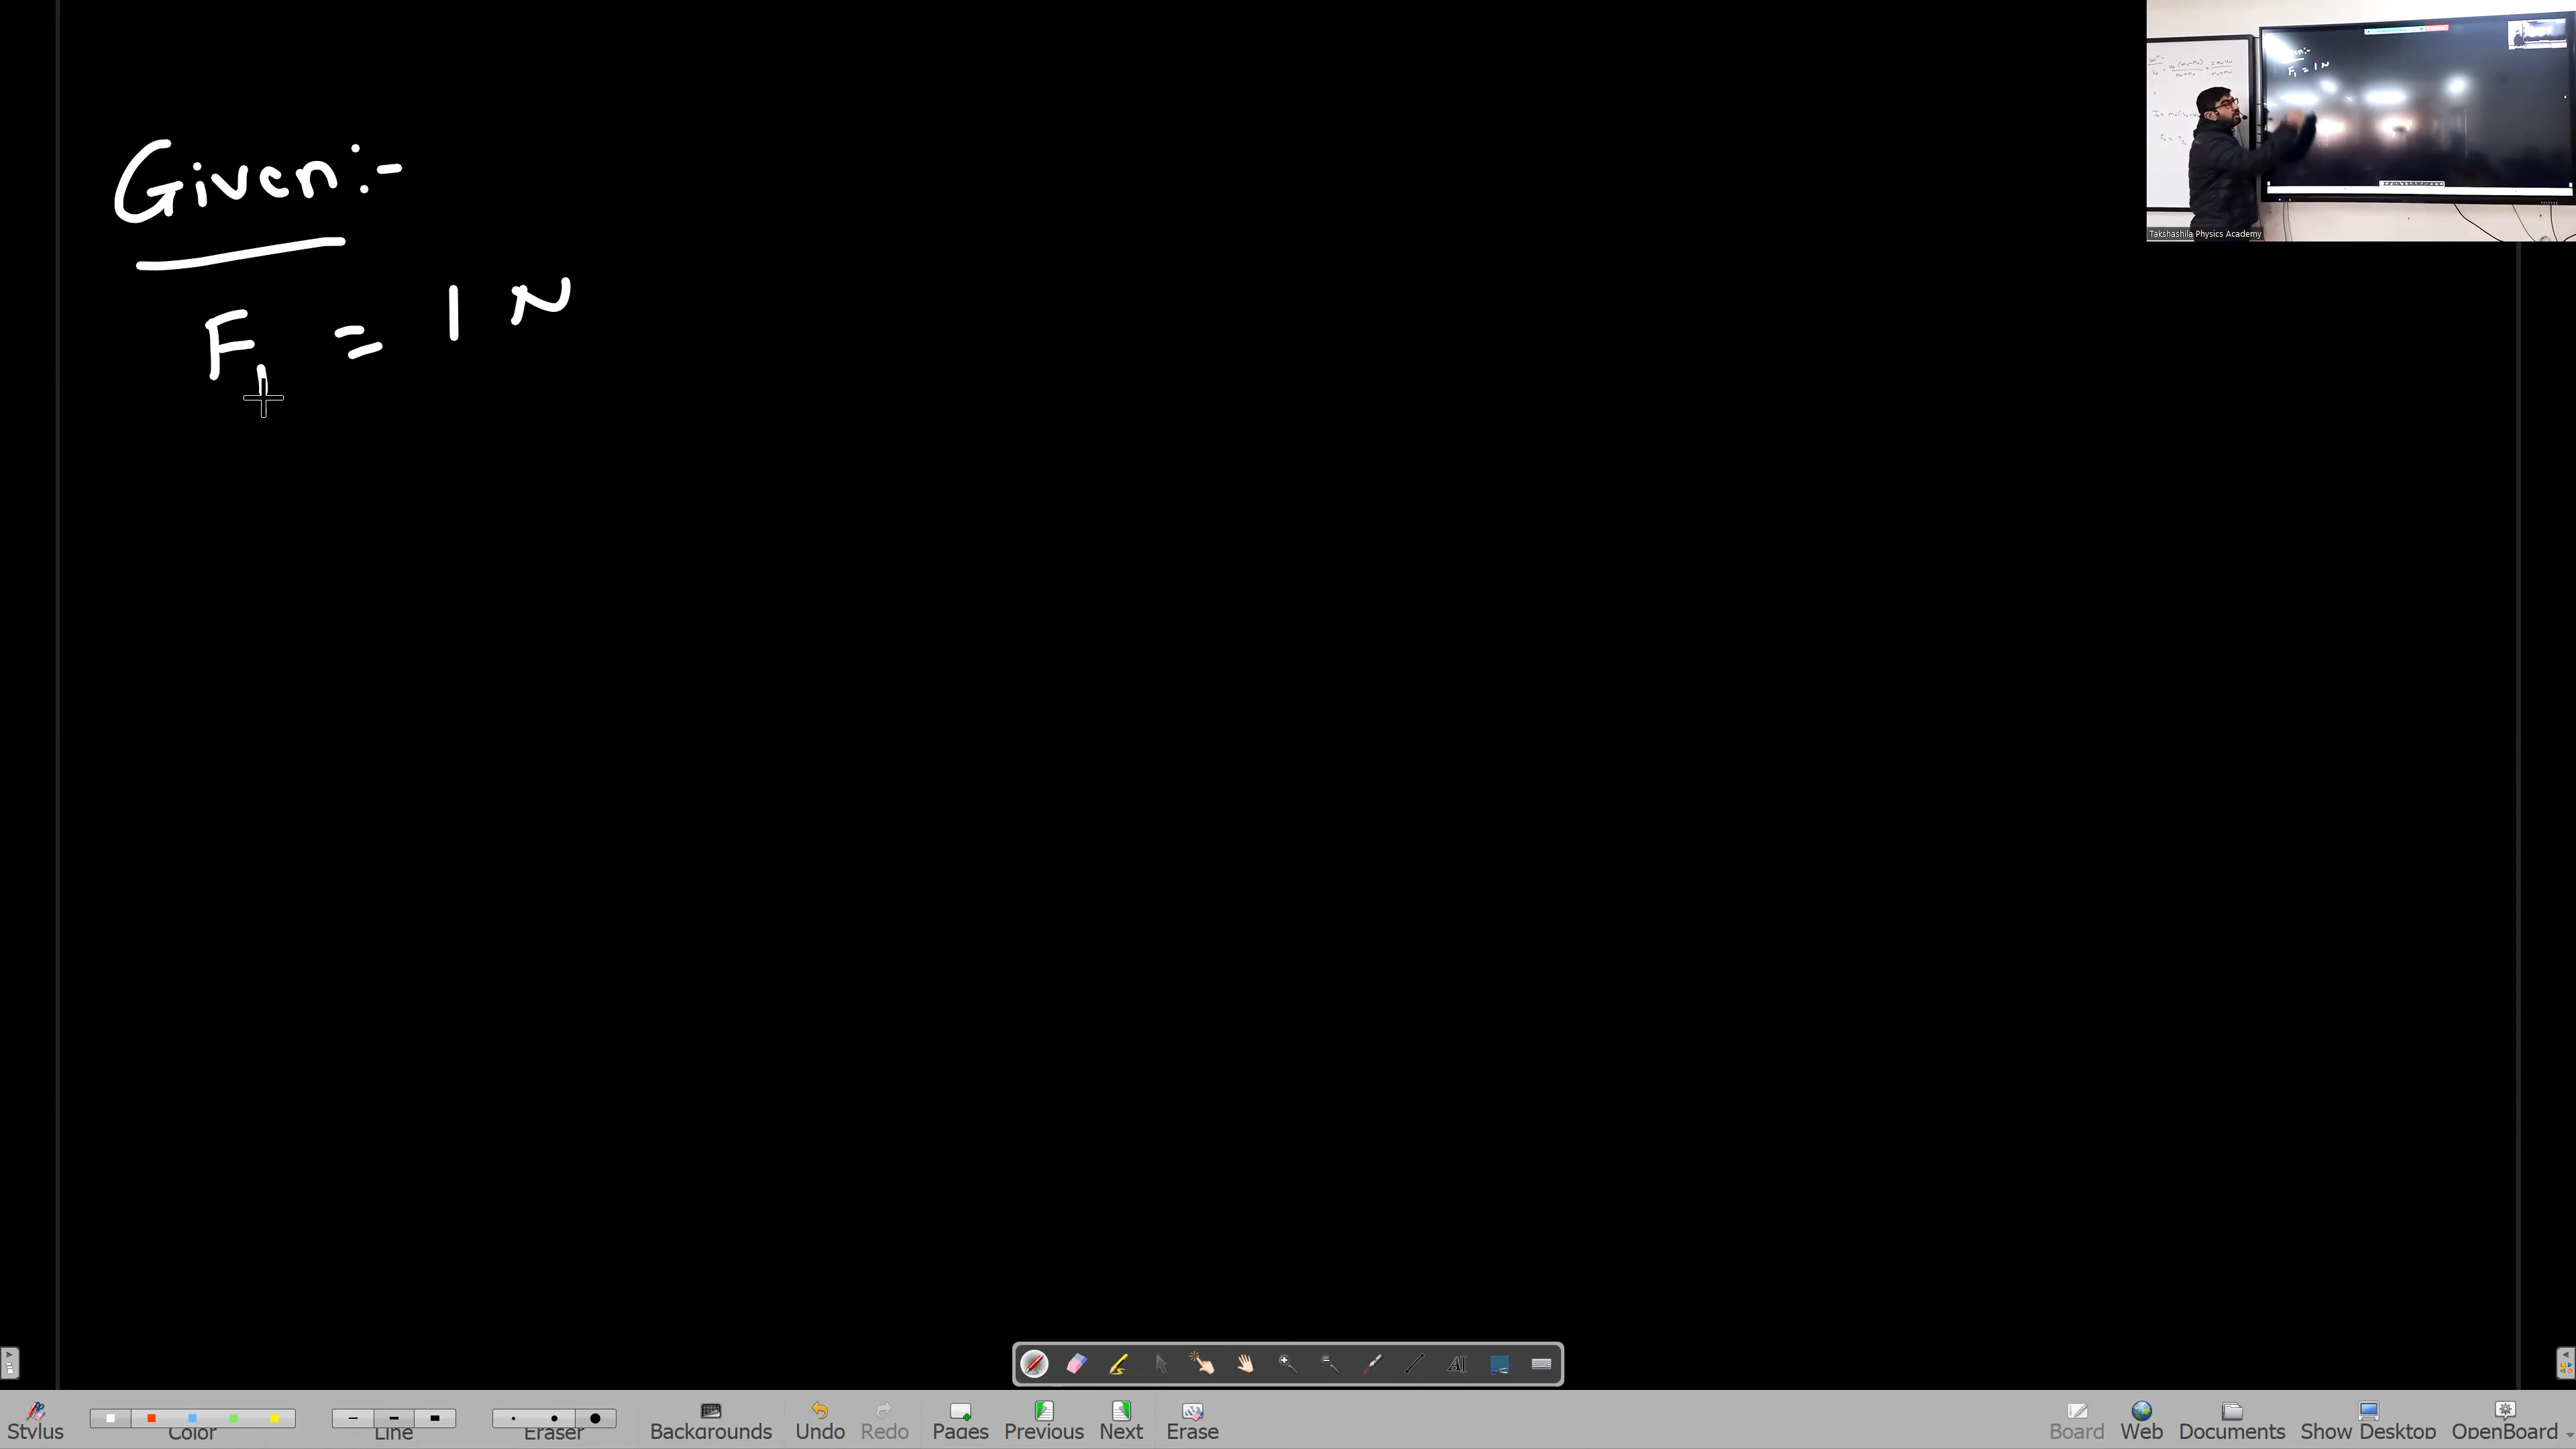 Given:-
F₁ = 1 N
Takshashila Physics Academy
Stylus
Color
Line
Eraser
Backgrounds
Undo
Redo
Pages
Previous
Next
Erase
Board
Web
Documents
Show Desktop
OpenBoard